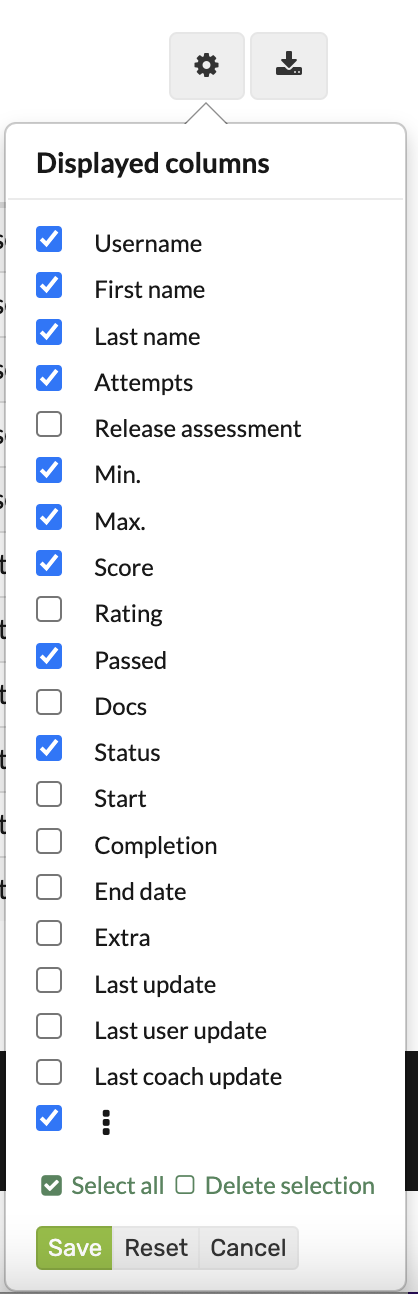 Displayed columns
Username
First name
Last name
Attempts
Release assessment
Min.
Max.
Score
Rating
Passed
Docs
Status
Start
Completion
End date
Extra
Last update
Last user update
Last coach update
Select all Delete selection
Save Reset Cancel